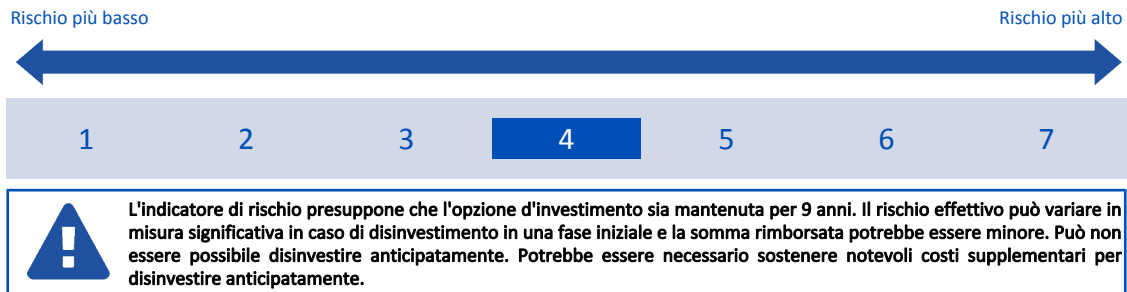 Rischio più basso Rischio più alto
1 2 3 4 5 6 7
L'indicatore di rischio presuppone che l'opzione d'investimento sia mantenuta per 9 anni. Il rischio effettivo può variare in
misura significativa in caso di disinvestimento in una fase iniziale e la somma rimborsata potrebbe essere minore. Può non
essere possibile disinvestire anticipatamente. Potrebbe essere necessario sostenere notevoli costi supplementari per
disinvestire anticipatamente.